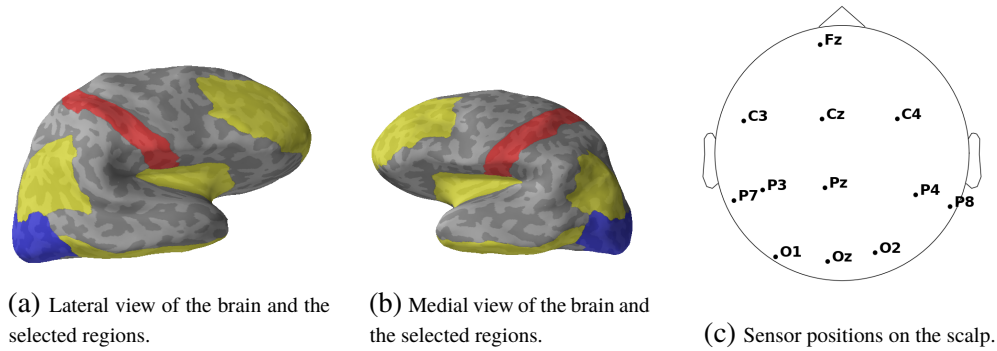 Fz
C3
Cz
C4
P7
P3
Pz
P4
P8
O1
Oz
O2
(a) Lateral view of the brain and the
selected regions.
(b) Medial view of the brain and
the selected regions.
(c) Sensor positions on the scalp.